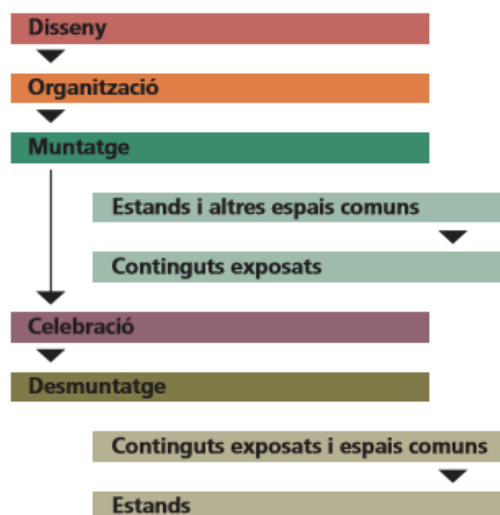 Disseny
Organització
Muntatge
Estands i altres espais comuns
Continguts exposats
Celebració
Desmuntatge
Continguts exposats i espais comuns
Estands